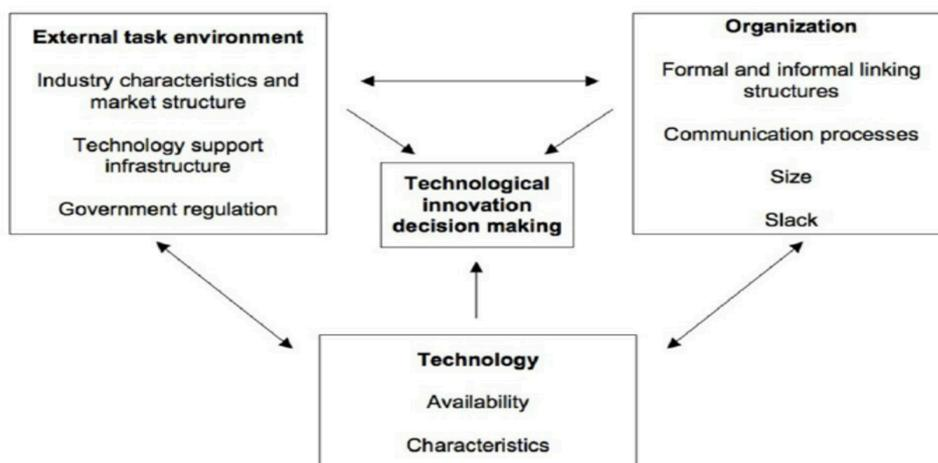 External task environment
Industry characteristics and
market structure
Technology support
infrastructure
Government regulation
Organization
Formal and informal linking
structures
Communication processes
Size
Slack
Technological
innovation
decision making
Technology
Availability
Characteristics